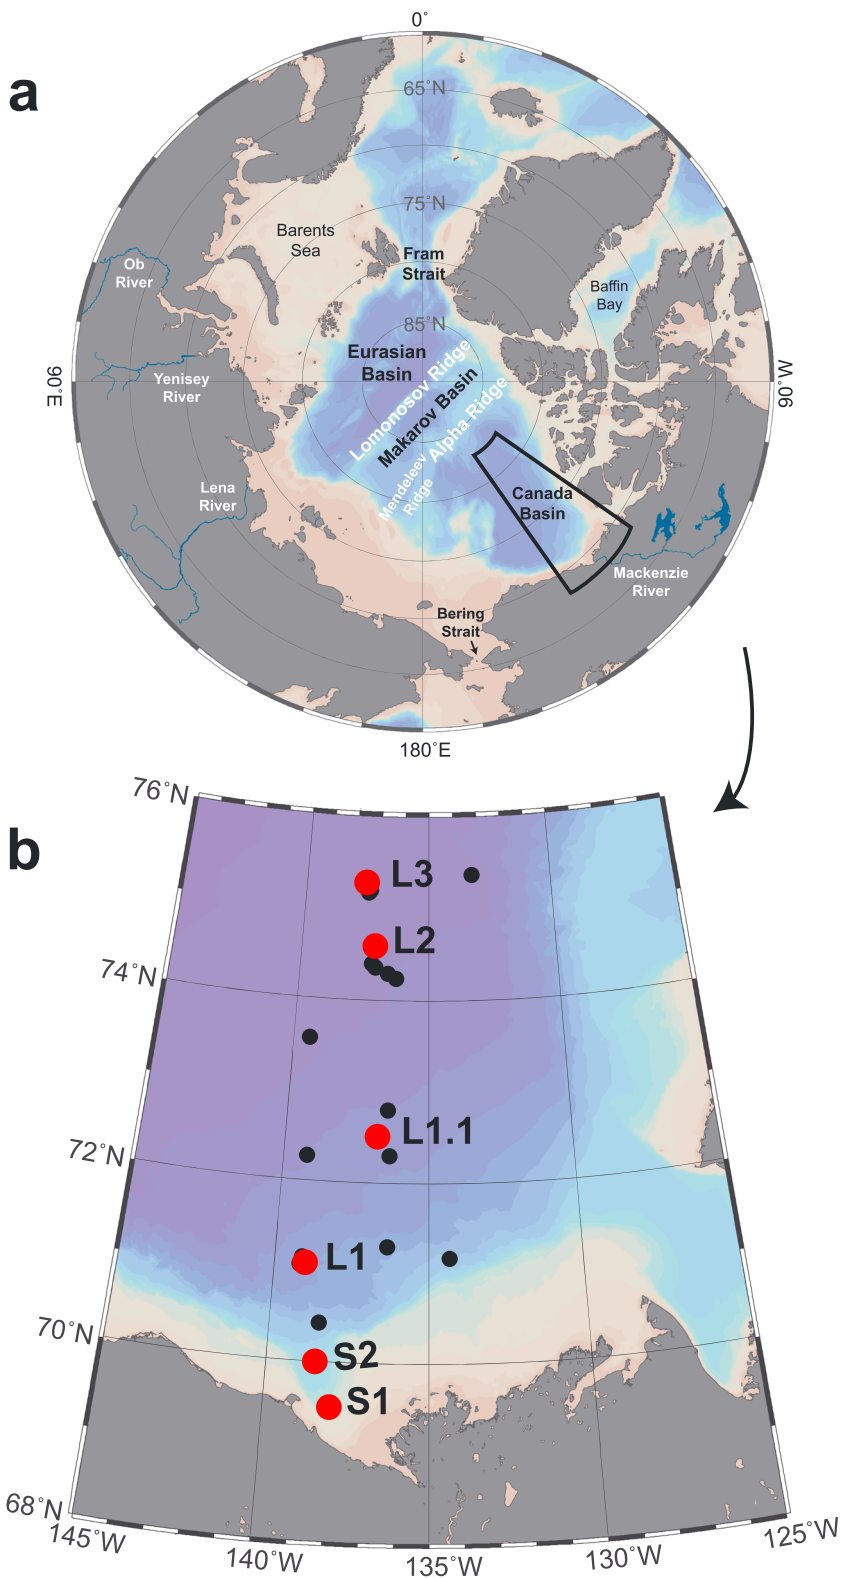 a
0°
65°N
75°N
Barents
Sea
Fram
Strait
Ob
River
Baffin
Bay
85°N
Eurasian
Basin
Lomonosov Ridge
Makarov Basin
Alpha Ridge
Mendeleev
Ridge
90°E
90°W
Yenisey
River
Lena
River
Canada
Basin
Mackenzie
River
Bering
Strait
180°E
b
76°N
L3
L2
74°N
L1.1
72°N
L1
70°N
S2
S1
68°N
145°W
140°W
135°W
130°W
125°W